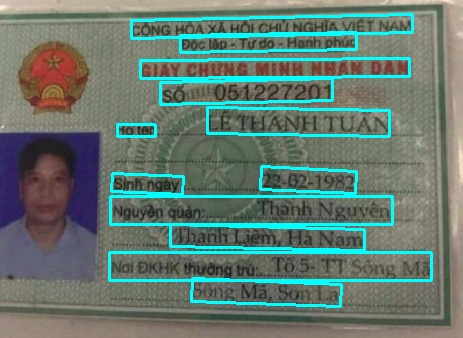 CỘNG HÒA XÃ HỘI CHỦ NGHĨA VIỆT NAM
Độc lập - Tự do - Hạnh phúc
GIẤY CHỨNG MINH NHÂN DÂN
SỐ 051227201
Họ tên LÊ THANH TUẤN
Sinh ngày 22-02-1982
Nguyên quán: Thanh Nguyên
Thanh Liêm, Hà Nam
Nơi ĐKHK thường trú: Tổ 5- TT Sông Mã
Sông Mã, Sơn La